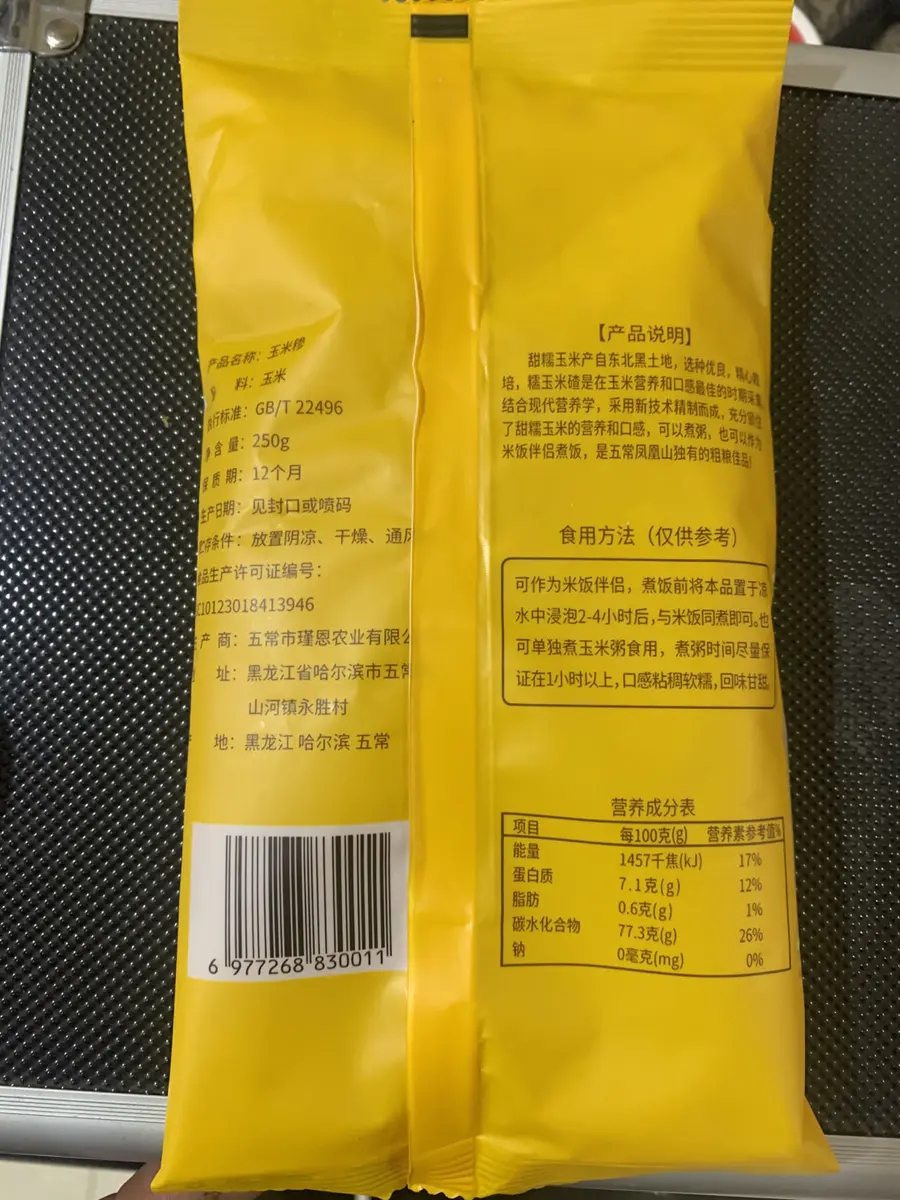 产品名称：玉米糁
料：玉米
执行标准：GB/T 22496
净含量：250g
保质期：12个月
生产日期：见封口或喷码
贮存条件：放置阴凉、干燥、通风
食品生产许可证编号：
SC10123018413946
生产商：五常市瑾恩农业有限公
址：黑龙江省哈尔滨市五常
山河镇永胜村
地：黑龙江 哈尔滨 五常
6 977268 830011
【产品说明】
甜糯玉米产自东北黑土地，选种优良，精心栽
培，糯玉米碴是在玉米营养和口感最佳的时期采集
结合现代营养学，采用新技术精制而成，充分锁住
了甜糯玉米的营养和口感，可以煮粥，也可以作为
米饭伴侣煮饭，是五常凤凰山独有的粗粮佳品！
食用方法（仅供参考）
可作为米饭伴侣，煮饭前将本品置于凉
水中浸泡2-4小时后，与米饭同煮即可。也
可单独煮玉米粥食用，煮粥时间尽量保
证在1小时以上，口感粘稠软糯，回味甘甜。
营养成分表
项目 每100克(g) 营养素参考值%
能量 1457千焦(kJ) 17%
蛋白质 7.1克(g) 12%
脂肪 0.6克(g) 1%
碳水化合物 77.3克(g) 26%
钠 0毫克(mg) 0%